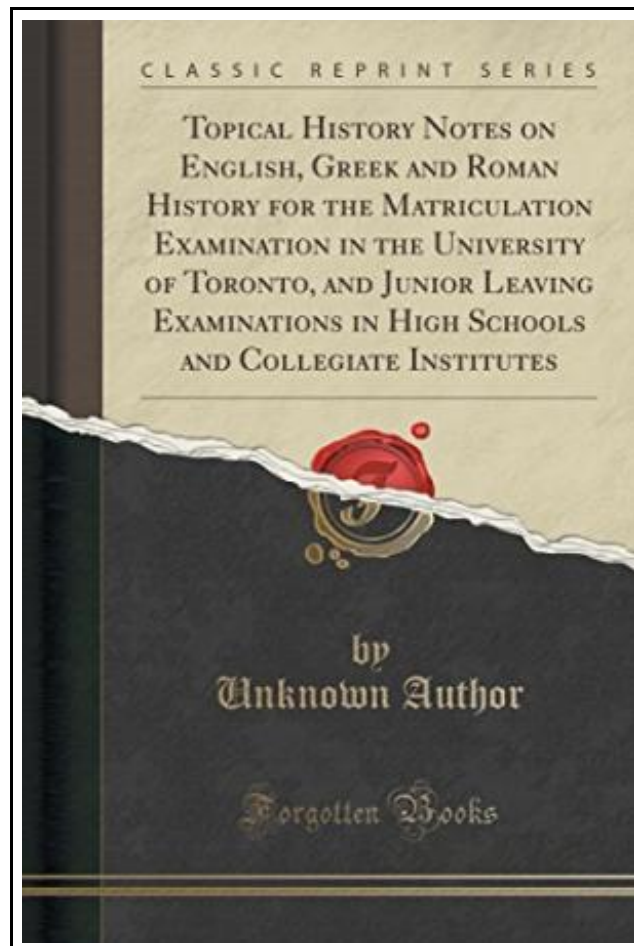 CLASSIC REPRINT SERIES
TOPICAL HISTORY NOTES ON
ENGLISH, GREEK AND ROMAN
HISTORY FOR THE MATRICULATION
EXAMINATION IN THE UNIVERSITY
OF TORONTO, AND JUNIOR LEAVING
EXAMINATIONS IN HIGH SCHOOLS
AND COLLEGIATE INSTITUTES
by
Unknown Author
Forgotten Books